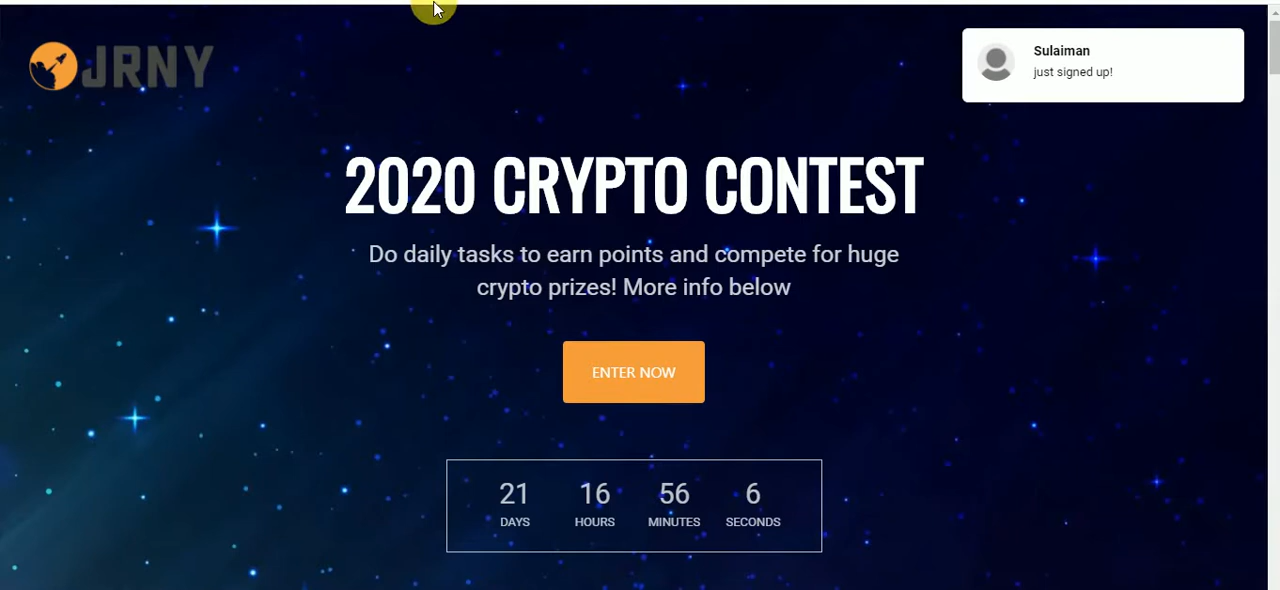 JRNY
Sulaiman
just signed up!
2020 CRYPTO CONTEST
Do daily tasks to earn points and compete for huge
crypto prizes! More info below
ENTER NOW
21 16 56 6
DAYS HOURS MINUTES SECONDS